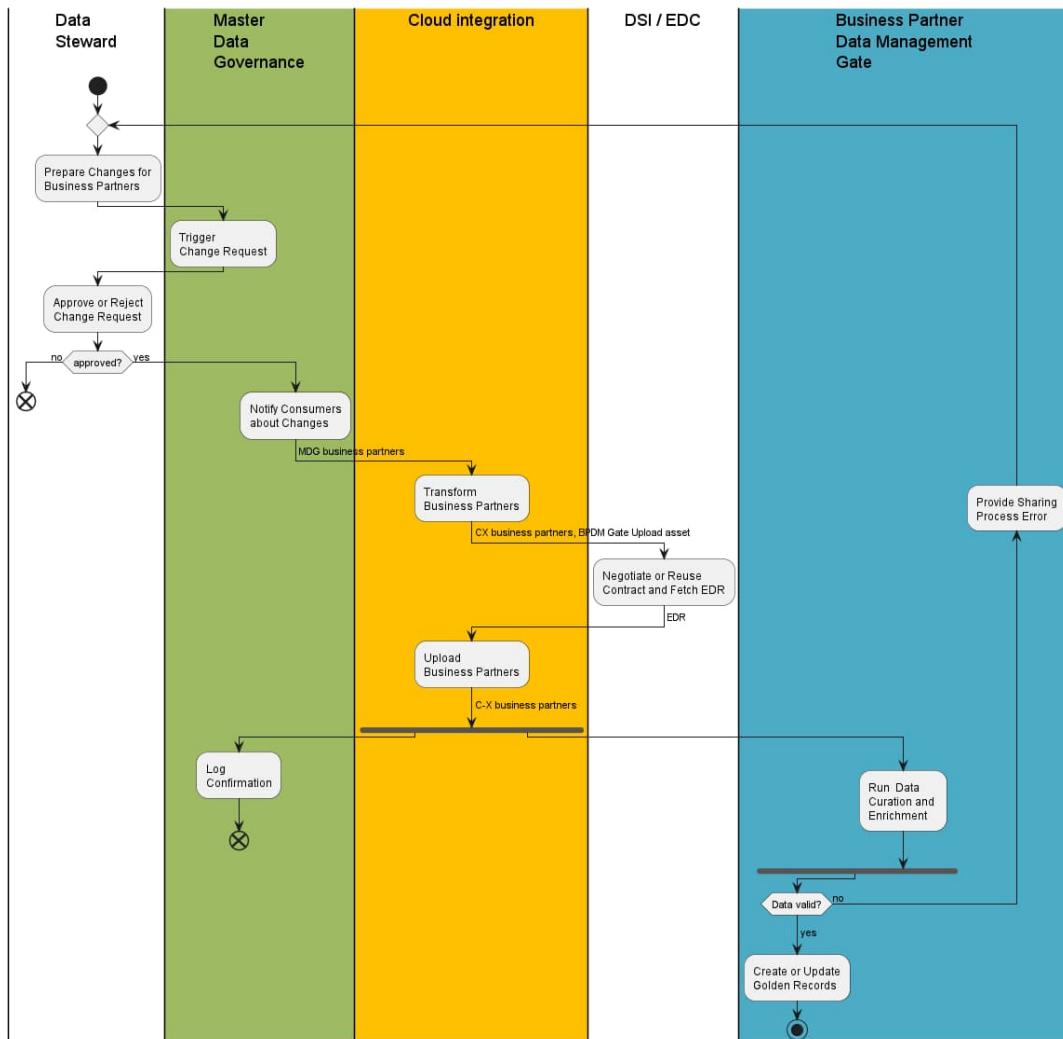 Data
Steward
Master
Data
Governance
Cloud integration
DSI / EDC
Business Partner
Data Management
Gate
Prepare Changes for
Business Partners
Trigger
Change Request
Approve or Reject
Change Request
no
approved?
yes
Notify Consumers
about Changes
MDG business partners
Transform
Business Partners
Provide Sharing
Process Error
CX business partners, BPDM Gate Upload asset
Negotiate or Reuse
Contract and Fetch EDR
EDR
Upload
Business Partners
C-X business partners
Log
Confirmation
Run Data
Curation and
Enrichment
Data valid?
no
yes
Create or Update
Golden Records